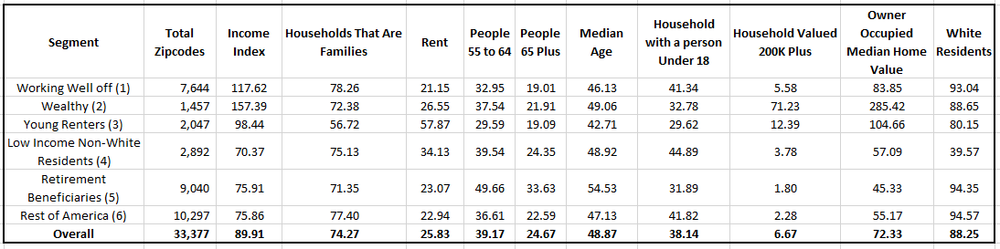 Segment Total Zipcodes Income Index Households That Are Families Rent People 55 to 64 People 65 Plus Median Age Household with a person Under 18 Household Valued 200K Plus Owner Occupied Median Home Value White Residents
Working Well off (1) 7,644 117.62 78.26 21.15 32.95 19.01 46.13 41.34 5.58 83.85 93.04
Wealthy (2) 1,457 157.39 72.38 26.55 37.54 21.91 49.06 32.78 71.23 285.42 88.65
Young Renters (3) 2,047 98.44 56.72 57.87 29.59 19.09 42.71 29.62 12.39 104.66 80.15
Low Income Non-White Residents (4) 2,892 70.37 75.13 34.13 39.54 24.35 48.92 44.89 3.78 57.09 39.57
Retirement Beneficiaries (5) 9,040 75.91 71.35 23.07 49.66 33.63 54.53 31.89 1.80 45.33 94.35
Rest of America (6) 10,297 75.86 77.40 22.94 36.61 22.59 47.13 41.82 2.28 55.17 94.57
Overall 33,377 89.91 74.27 25.83 39.17 24.67 48.87 38.14 6.67 72.33 88.25